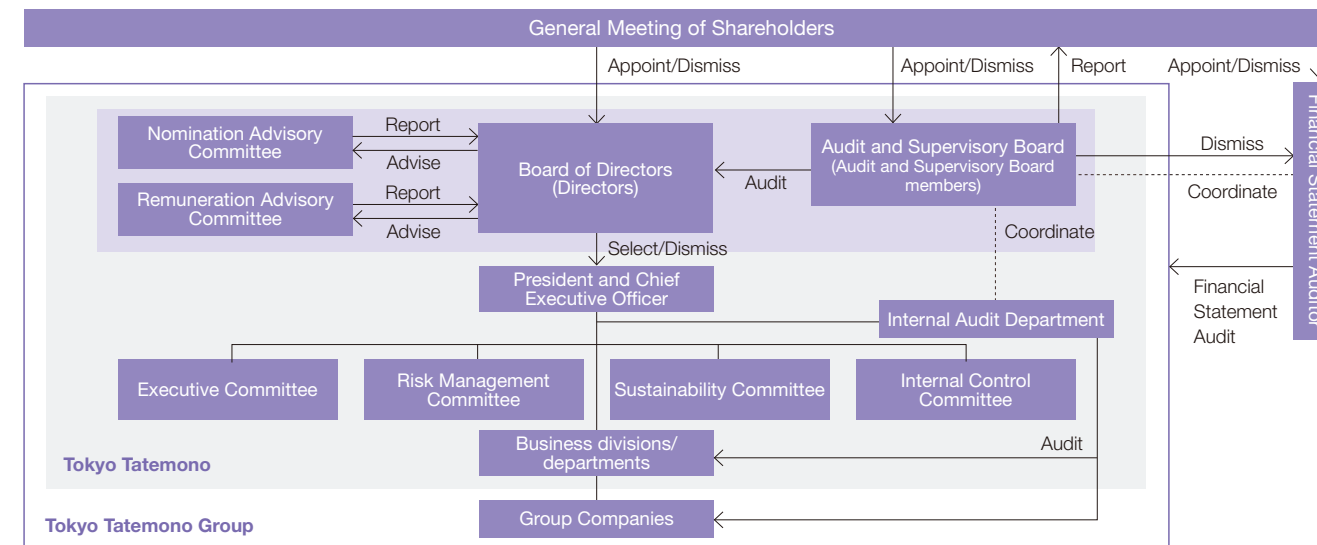 General Meeting of Shareholders
Appoint/Dismiss
Appoint/Dismiss
Report
Appoint/Dismiss
Nomination Advisory
Committee
Report
Advise
Remuneration Advisory
Committee
Report
Advise
Board of Directors
(Directors)
Audit
Audit and Supervisory Board
(Audit and Supervisory Board
members)
Dismiss
Coordinate
Financial Statement Auditor
Coordinate
Select/Dismiss
President and Chief
Executive Officer
Financial
Statement
Audit
Internal Audit Department
Executive Committee
Risk Management
Committee
Sustainability Committee
Internal Control
Committee
Business divisions/
departments
Audit
Tokyo Tatemono
Group Companies
Tokyo Tatemono Group